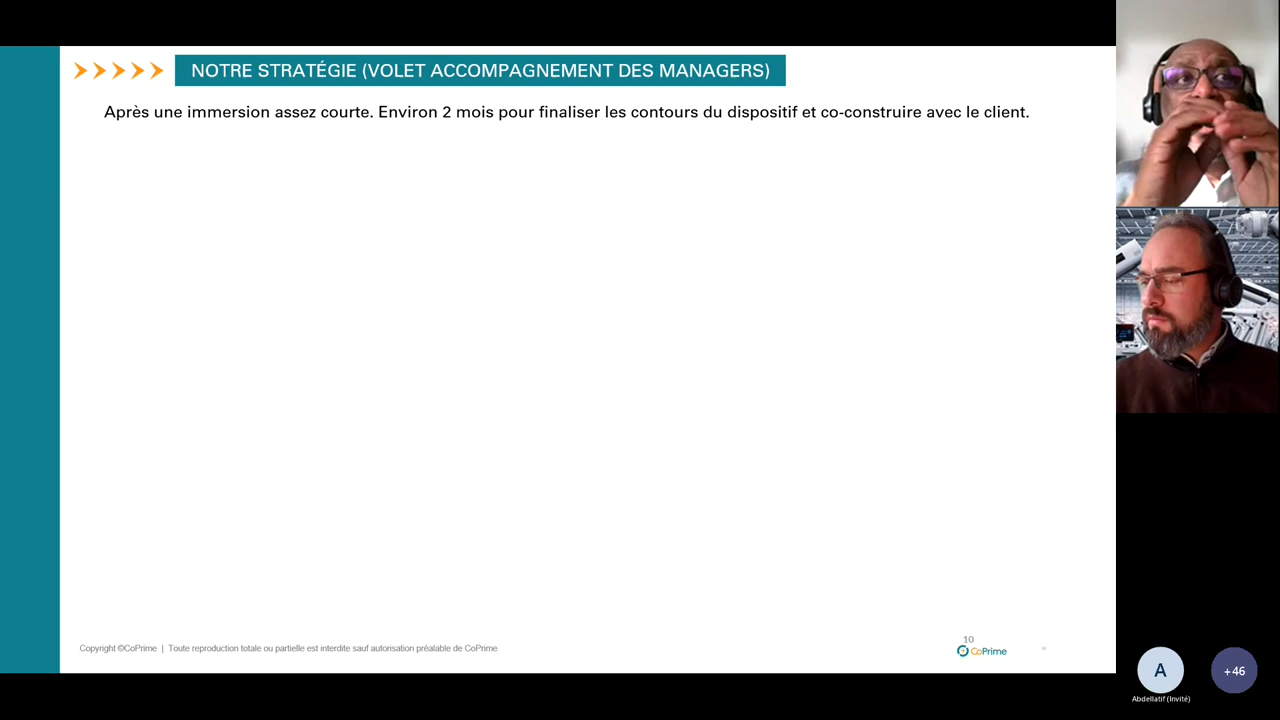 NOTRE STRATÉGIE (VOLET ACCOMPAGNEMENT DES MANAGERS)
Après une immersion assez courte. Environ 2 mois pour finaliser les contours du dispositif et co-construire avec le client.
Copyright ©CoPrime | Toute reproduction totale ou partielle est interdite sauf autorisation préalable de CoPrime
10
CoPrime
A
Abdellatif (Invité)
+46